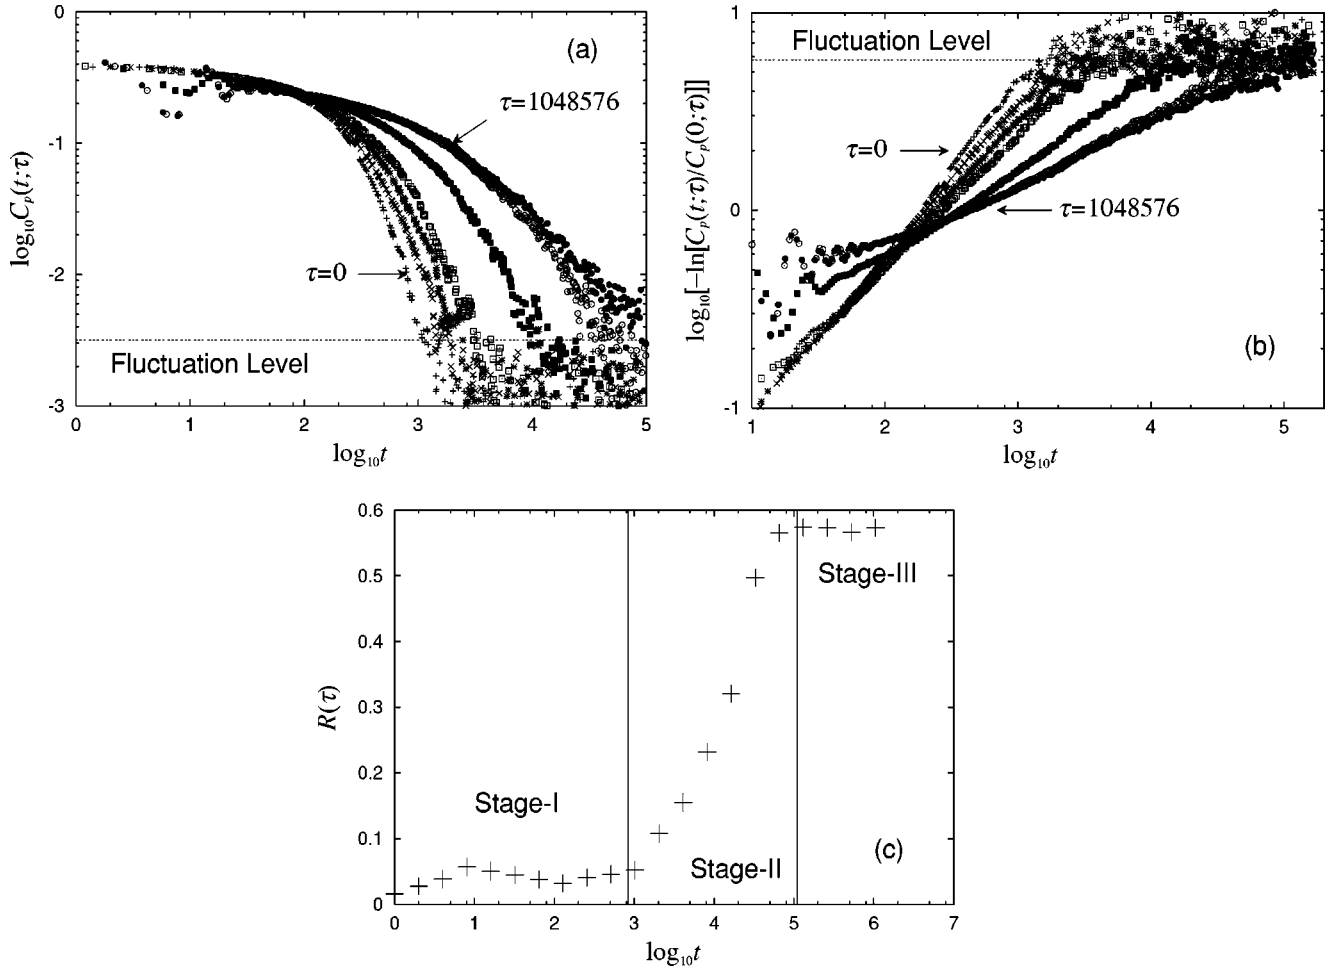 0
-1
-2
-3
log₁₀Cₚ(t;τ)
(a)
τ=1048576
τ=0
Fluctuation Level
0 1 2 3 4 5
log₁₀t
1
0
-1
log₁₀[−ln[Cₚ(t;τ)/Cₚ(0;τ)]]
Fluctuation Level
τ=0
τ=1048576
(b)
1 2 3 4 5
log₁₀t
0.6
0.5
0.4
0.3
0.2
0.1
0
R(τ)
Stage-III
Stage-I
Stage-II
(c)
0 1 2 3 4 5 6 7
log₁₀t